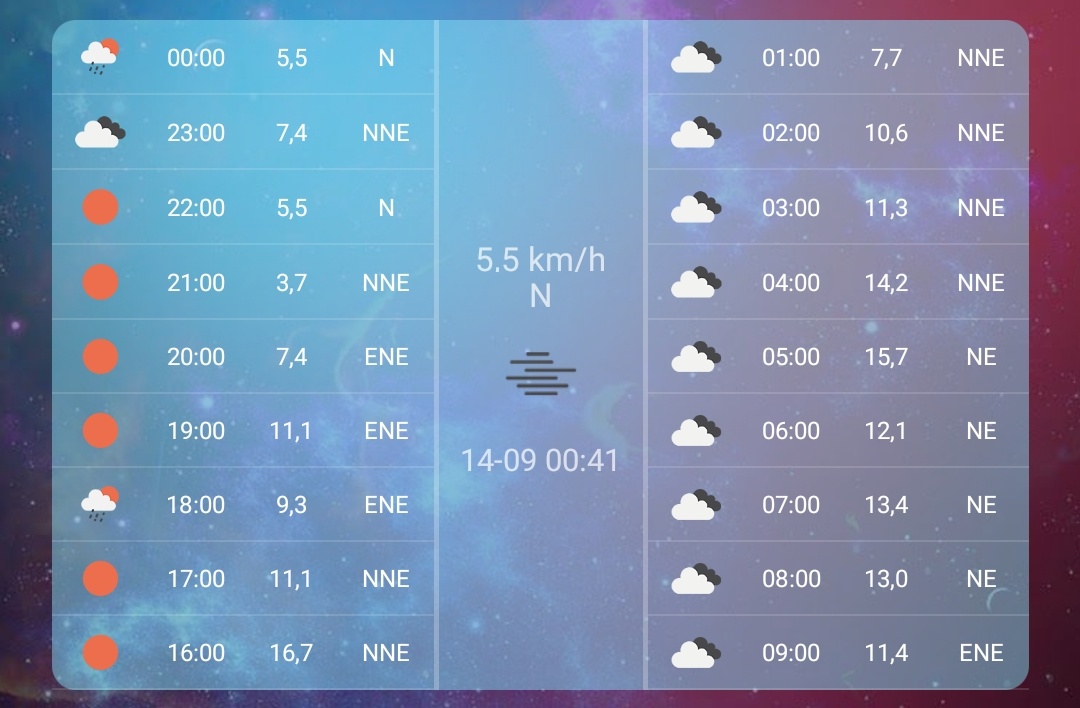 00:00 5,5 N
23:00 7,4 NNE
22:00 5,5 N
21:00 3,7 NNE
20:00 7,4 ENE
19:00 11,1 ENE
18:00 9,3 ENE
17:00 11,1 NNE
16:00 16,7 NNE
5.5 km/h
N
14-09 00:41
01:00 7,7 NNE
02:00 10,6 NNE
03:00 11,3 NNE
04:00 14,2 NNE
05:00 15,7 NE
06:00 12,1 NE
07:00 13,4 NE
08:00 13,0 NE
09:00 11,4 ENE